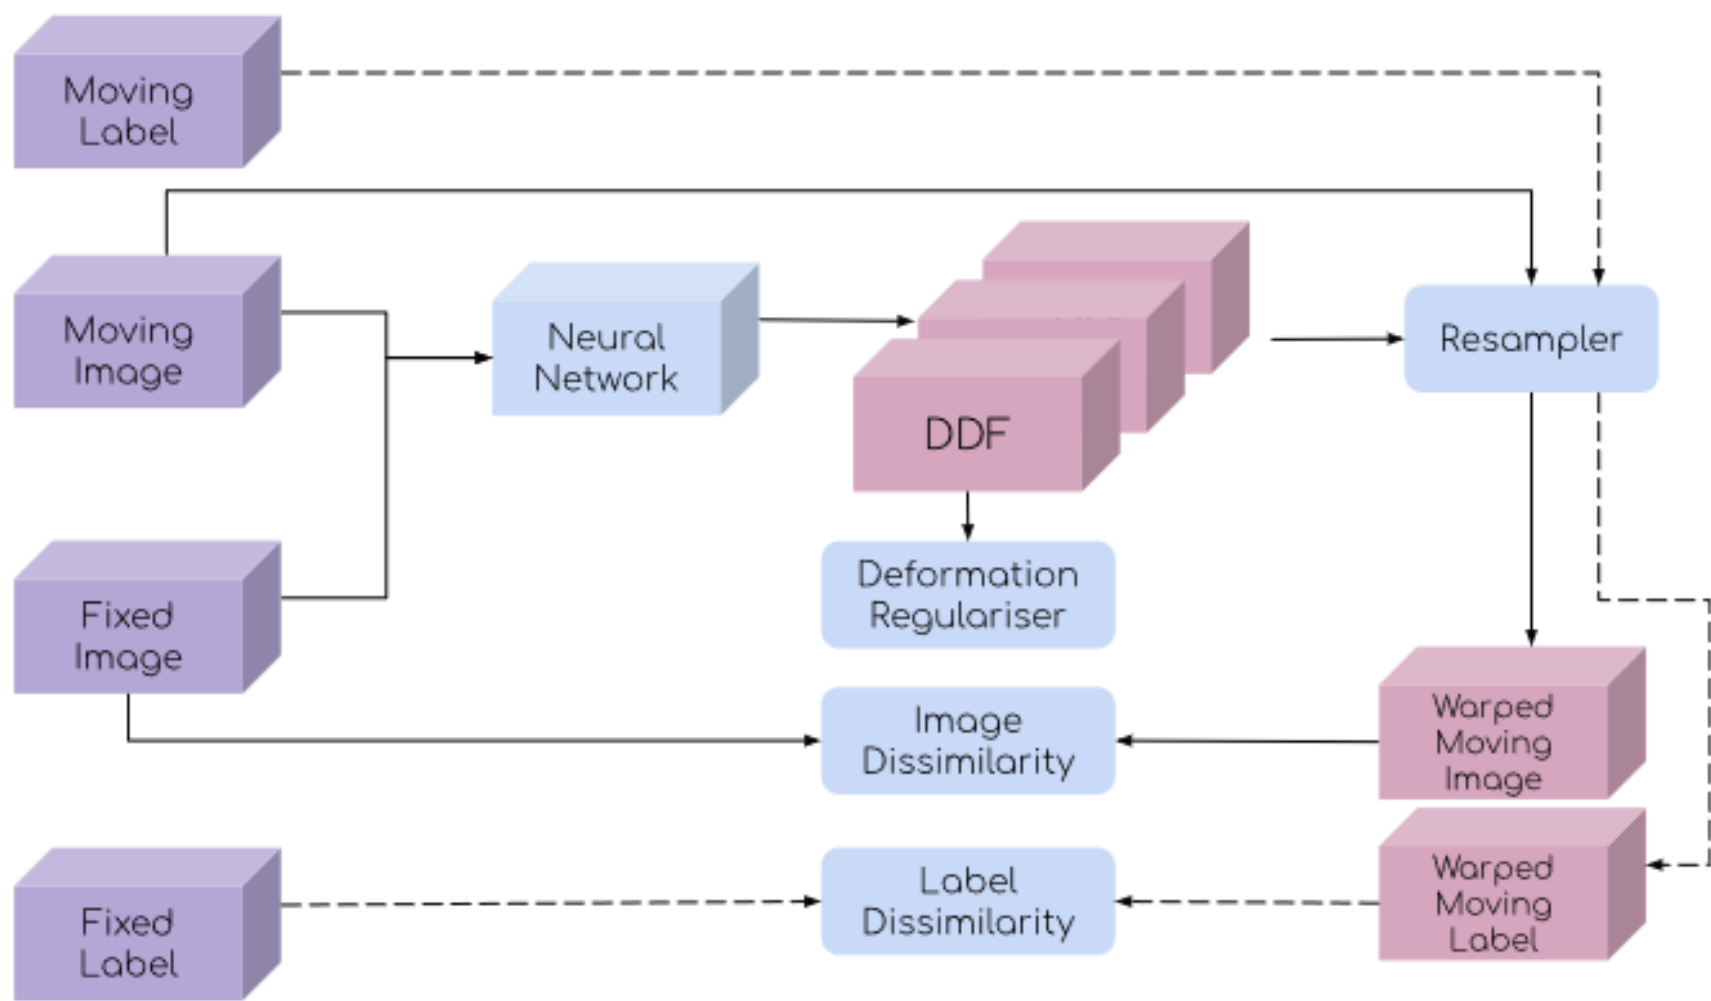 Moving
Label
Moving
Image
Neural
Network
DDF
Resampler
Fixed
Image
Deformation
Regulariser
Image
Dissimilarity
Warped
Moving
Image
Fixed
Label
Label
Dissimilarity
Warped
Moving
Label